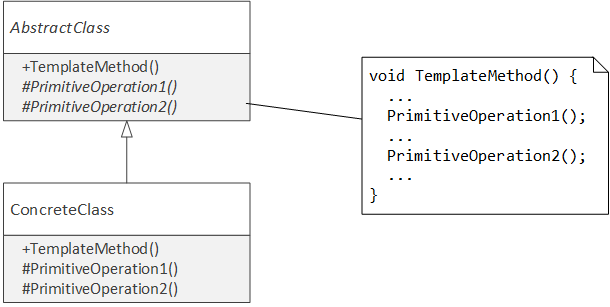 AbstractClass
+TemplateMethod()
#PrimitiveOperation1()
#PrimitiveOperation2()
void TemplateMethod() {
...
PrimitiveOperation1();
...
PrimitiveOperation2();
...
}
ConcreteClass
+TemplateMethod()
#PrimitiveOperation1()
#PrimitiveOperation2()